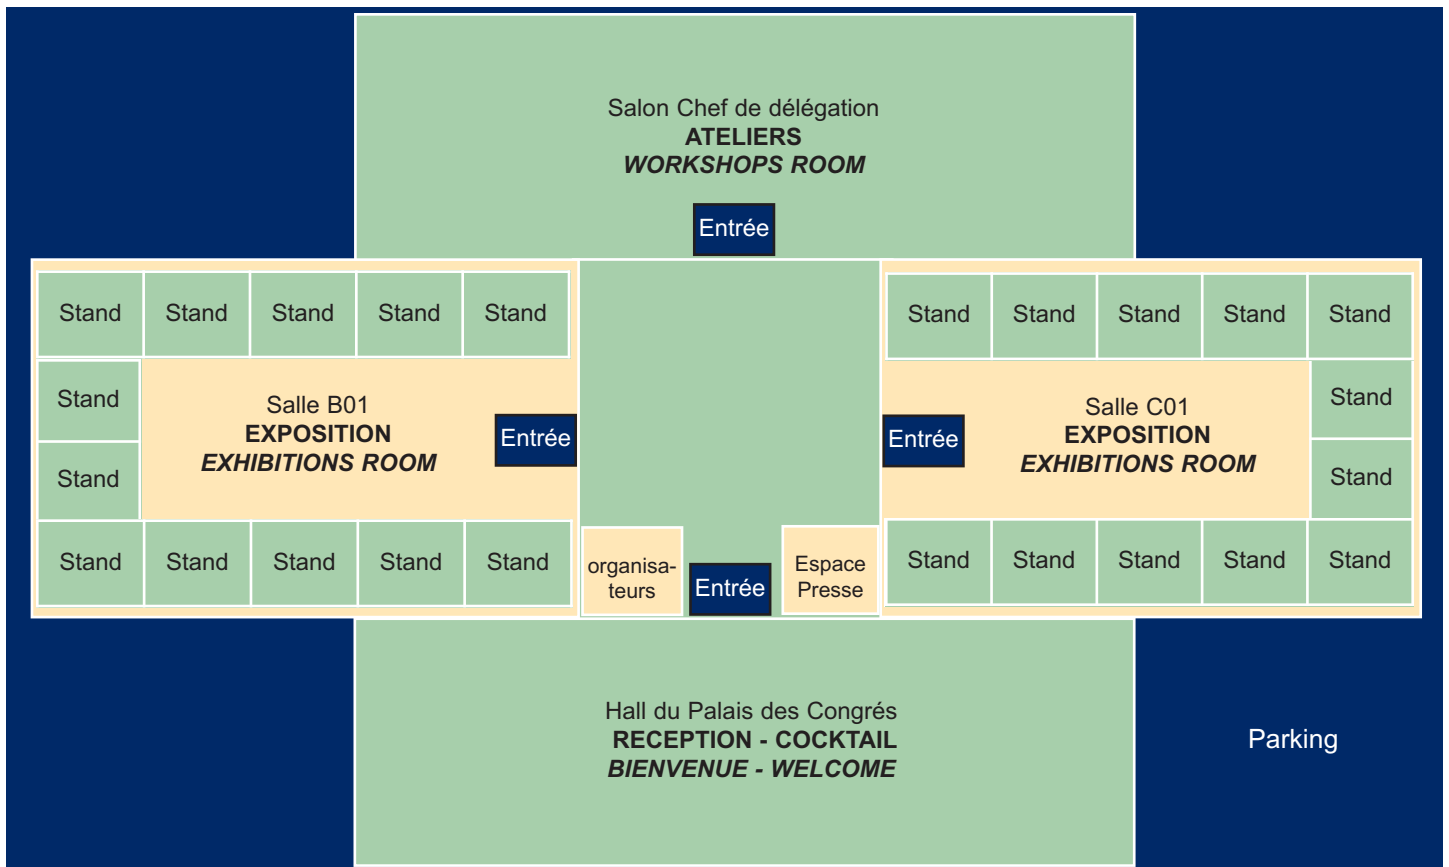 Salon Chef de délégation
ATELIERS
WORKSHOPS ROOM
Entrée
Stand Stand Stand Stand Stand
Stand
Stand
Salle B01
EXPOSITION
EXHIBITIONS ROOM
Entrée
Stand Stand Stand Stand Stand
organisa-
teurs
Entrée
Espace
Presse
Stand Stand Stand Stand Stand
Entrée
Salle C01
EXPOSITION
EXHIBITIONS ROOM
Stand
Stand
Stand Stand Stand Stand Stand
Hall du Palais des Congrés
RECEPTION - COCKTAIL
BIENVENUE - WELCOME
Parking